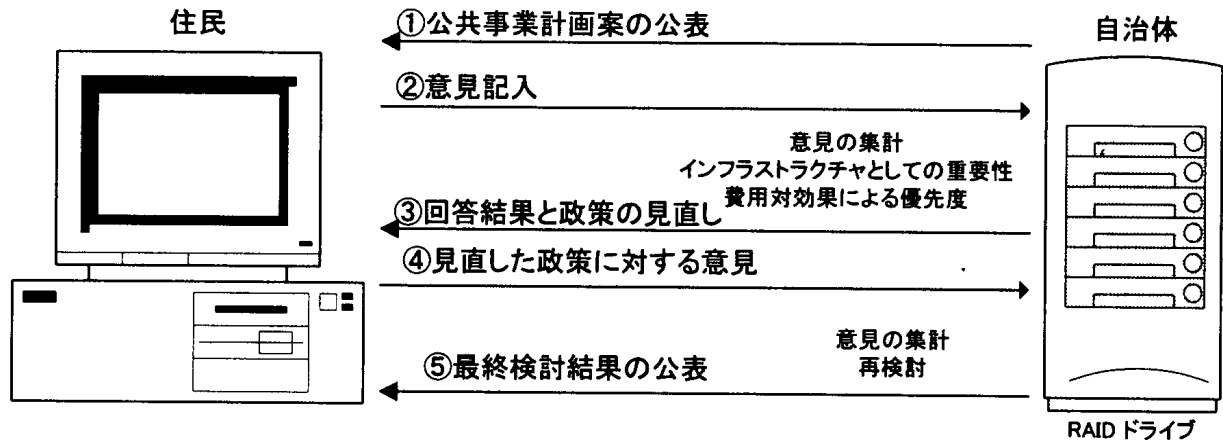 住民
①公共事業計画案の公表
自治体
②意見記入
意見の集計
インフラストラクチャとしての重要性
費用対効果による優先度
③回答結果と政策の見直し
④見直した政策に対する意見
意見の集計
再検討
⑤最終検討結果の公表
RAID ドライブ